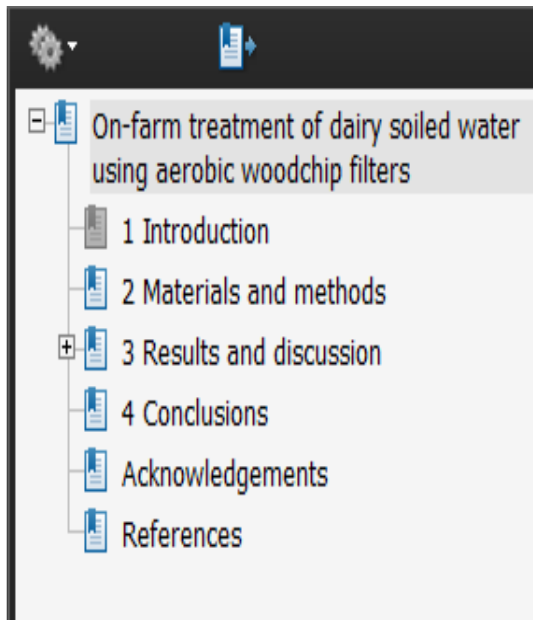 On-farm treatment of dairy soiled water
using aerobic woodchip filters
1 Introduction
2 Materials and methods
3 Results and discussion
4 Conclusions
Acknowledgements
References